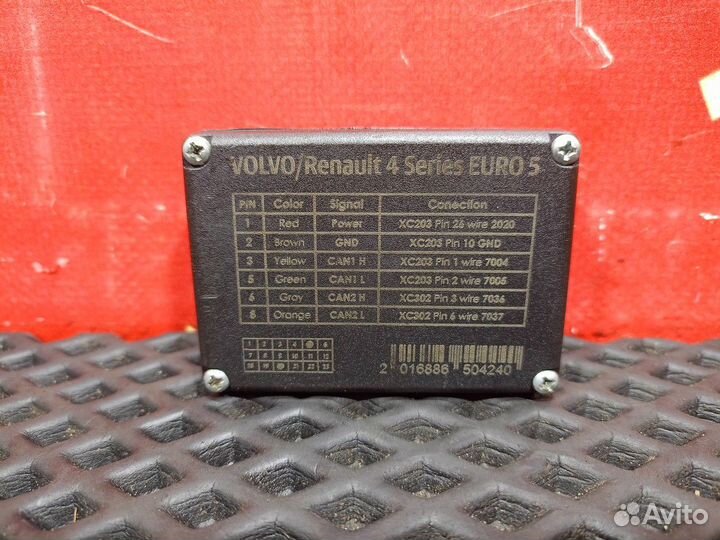 VOLVO/Renault 4 Series EURO 5
PIN Color Signal Conection
1 Red Power XC203 Pin 26 wire 2020
2 Brown GND XC205 Pin 10 GND
3 Yellow CAN1 H XC203 Pin 1 wire 7004
5 Green CAN1 L XC203 Pin 2 wire 7005
6 Gray CAN2 H XC302 Pin 3 wire 7036
8 Orange CAN2 L XC302 Pin 6 wire 7037
2 016886 504240
Avito